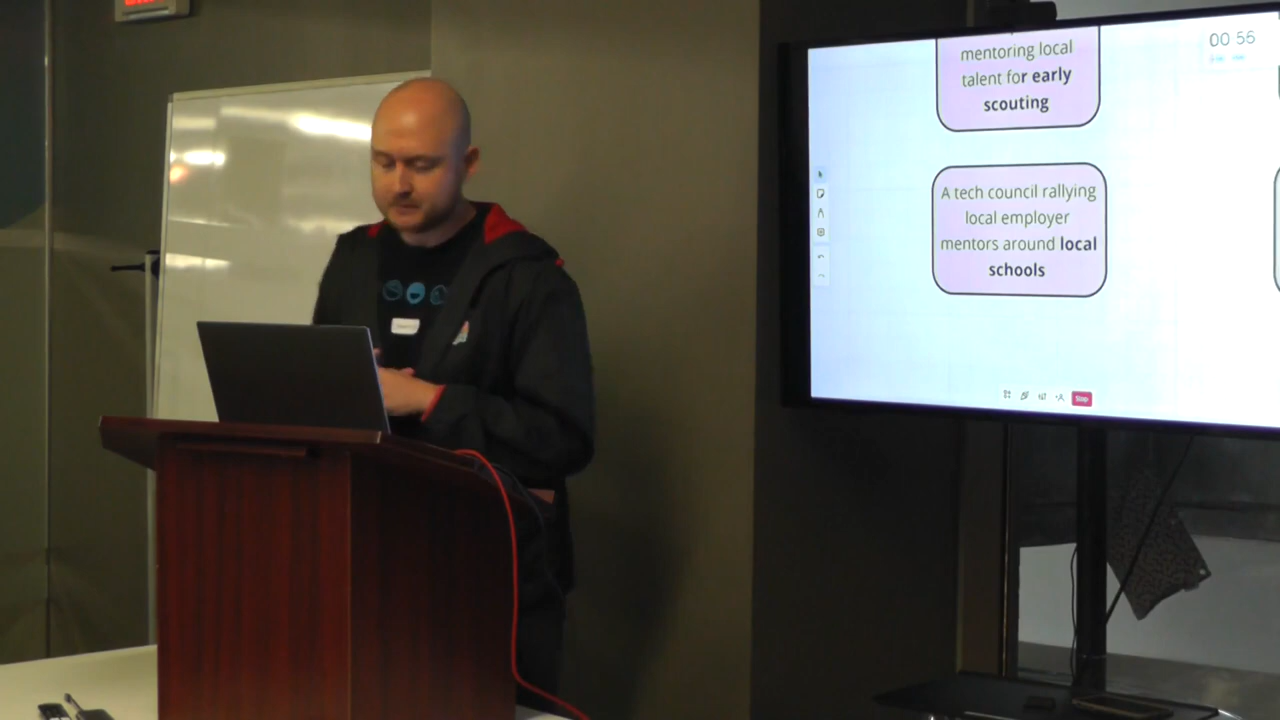 00 56
mentoring local
talent for early
scouting
A tech council rallying
local employer
mentors around local
schools
Stop